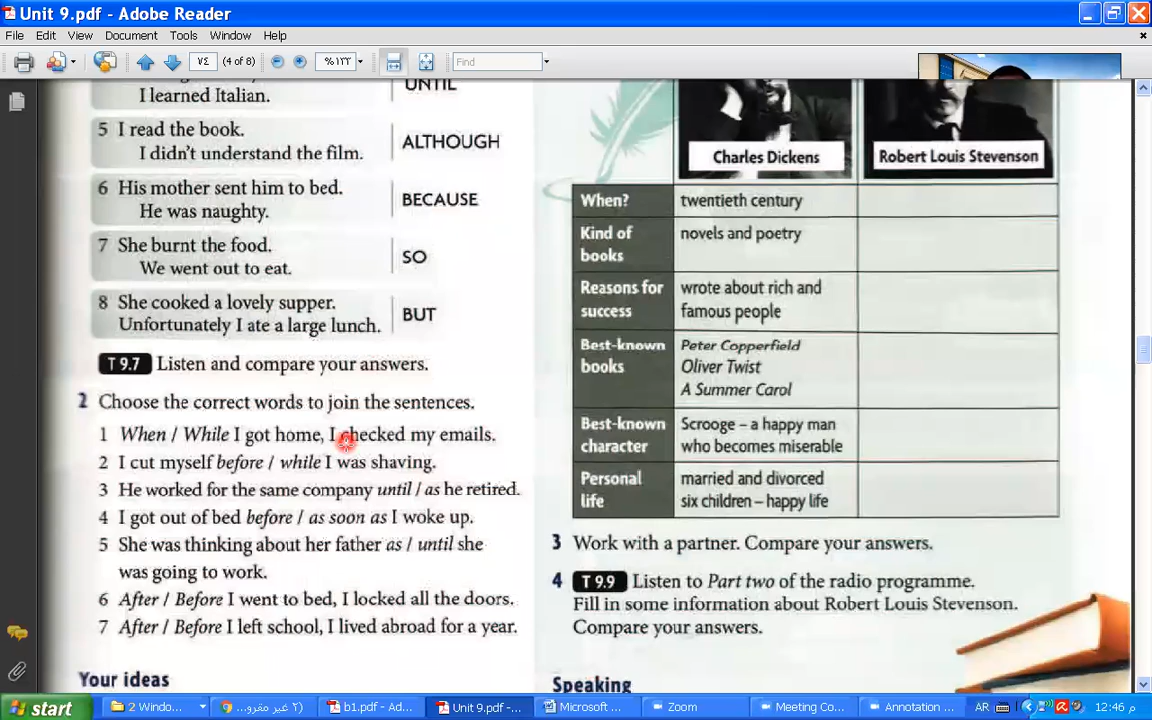 Unit 9.pdf - Adobe Reader
File Edit View Document Tools Window Help
٧٤ (4 of 8) %١٣٣ Find
UNTIL
I learned Italian.
5 I read the book.
I didn't understand the film.
ALTHOUGH
6 His mother sent him to bed.
He was naughty.
BECAUSE
7 She burnt the food.
We went out to eat.
SO
8 She cooked a lovely supper.
Unfortunately I ate a large lunch.
BUT
T 9.7 Listen and compare your answers.
2 Choose the correct words to join the sentences.
1 When / While I got home, I checked my emails.
2 I cut myself before / while I was shaving.
3 He worked for the same company until / as he retired.
4 I got out of bed before / as soon as I woke up.
5 She was thinking about her father as / until she
was going to work.
6 After / Before I went to bed, I locked all the doors.
7 After / Before I left school, I lived abroad for a year.
Your ideas
Charles Dickens Robert Louis Stevenson
When? twentieth century
Kind of
books
novels and poetry
Reasons for
success
wrote about rich and
famous people
Best-known
books
Peter Copperfield
Oliver Twist
A Summer Carol
Best-known
character
Scrooge – a happy man
who becomes miserable
Personal
life
married and divorced
six children – happy life
3 Work with a partner. Compare your answers.
4 T 9.9 Listen to Part two of the radio programme.
Fill in some information about Robert Louis Stevenson.
Compare your answers.
Speaking
start 2 Windo... (٢ غير مقرو... b1.pdf - Ad... Unit 9.pdf -... Microsoft ... Zoom Meeting Co... Annotation ... AR 12:46 م